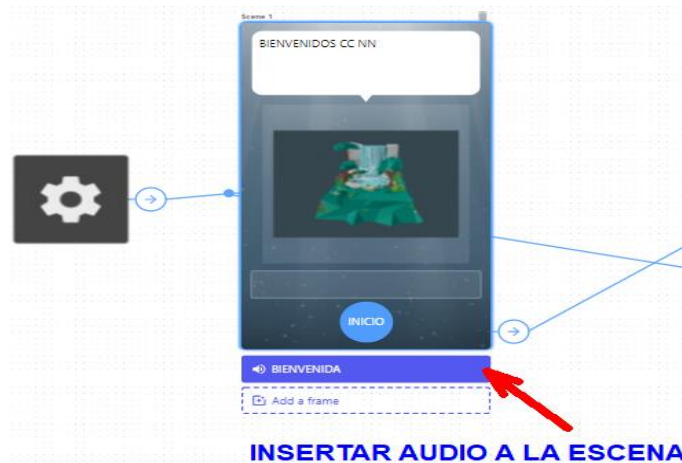 Scene 1
BIENVENIDOS CC NN
INICIO
BIENVENIDA
Add a frame
INSERTAR AUDIO A LA ESCENA